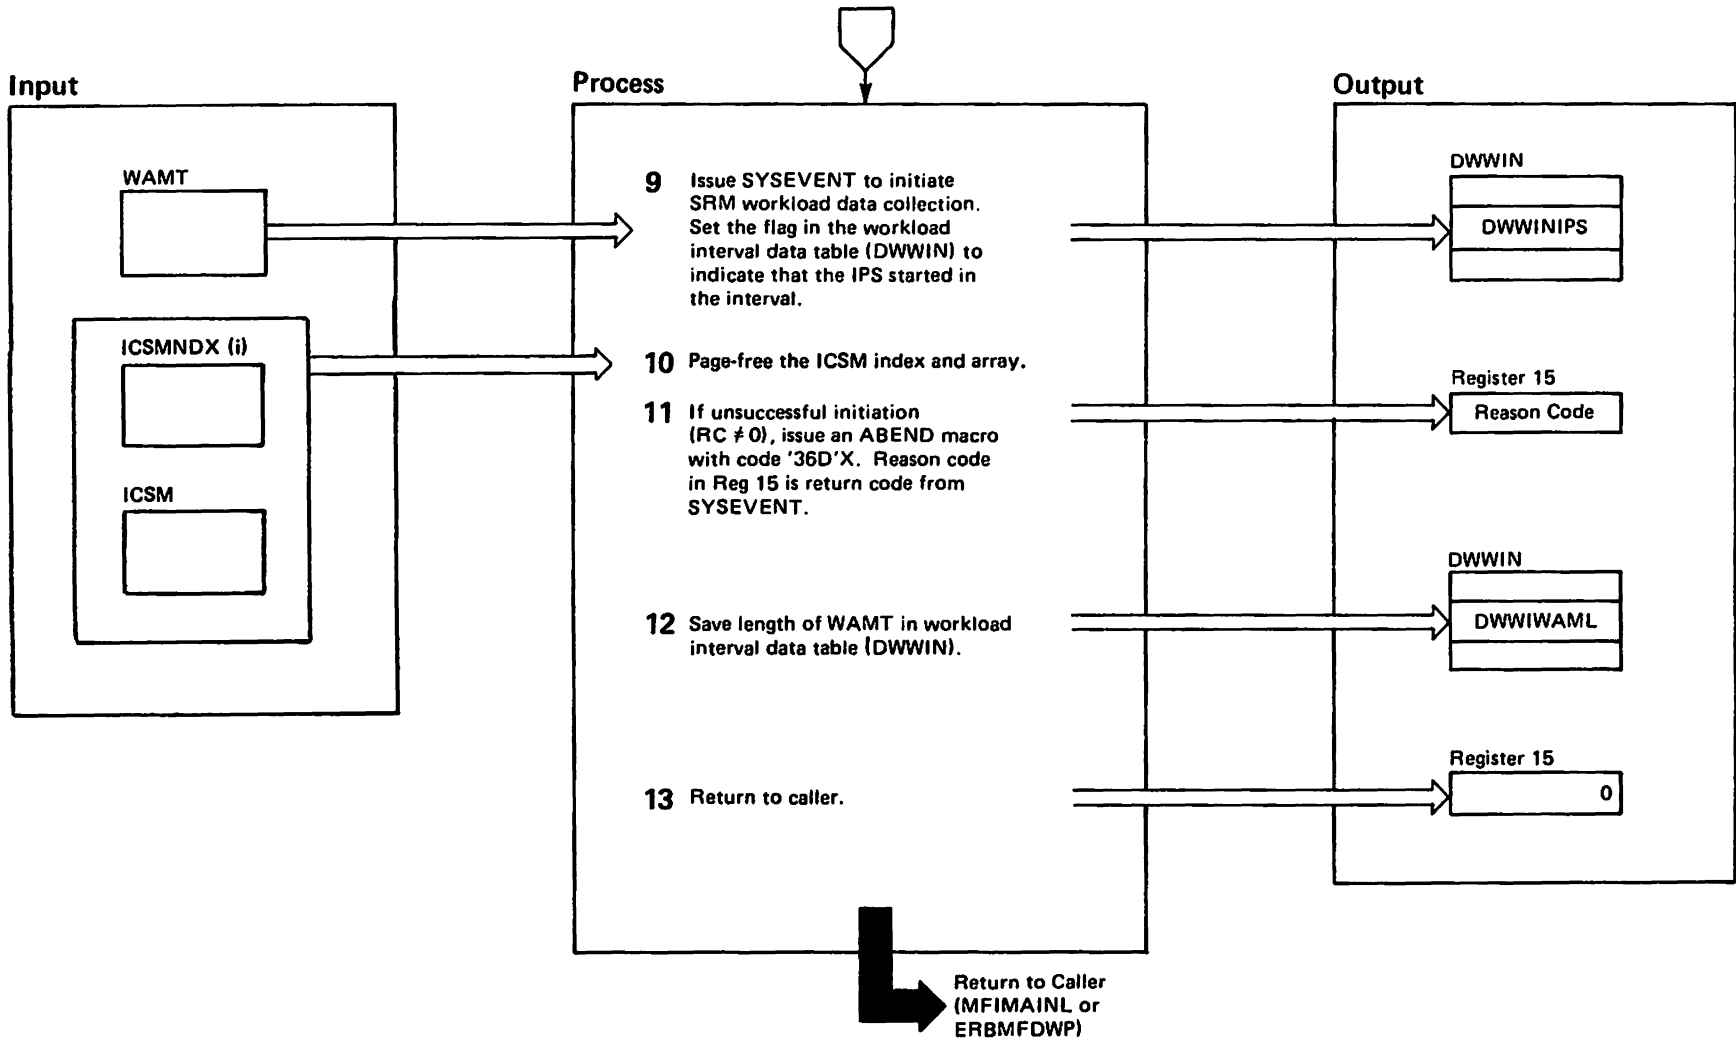 Input
WAMT
ICSMNDX (i)
ICSM
Process
9 Issue SYSEVENT to initiate
SRM workload data collection.
Set the flag in the workload
interval data table (DWWIN) to
indicate that the IPS started in
the interval.
10 Page-free the ICSM index and array.
11 If unsuccessful initiation
(RC ≠ 0), issue an ABEND macro
with code '36D'X. Reason code
in Reg 15 is return code from
SYSEVENT.
12 Save length of WAMT in workload
interval data table (DWWIN).
13 Return to caller.
Return to Caller
(MFIMAINL or
ERBMFDWP)
Output
DWWIN
DWWINIPS
Register 15
Reason Code
DWWIN
DWWIWAML
Register 15
0